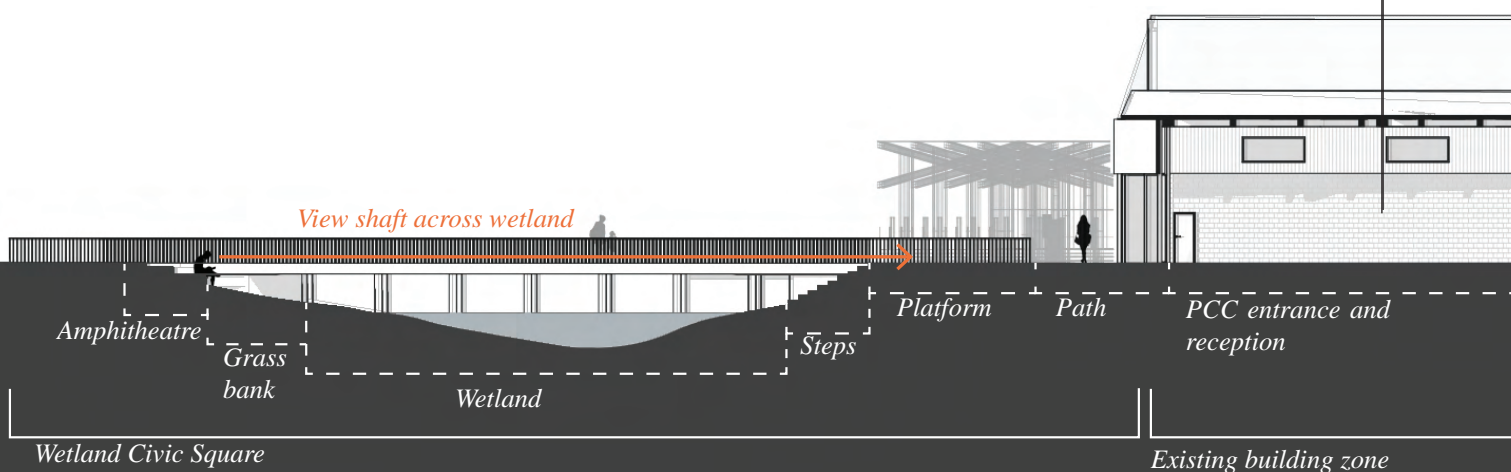 View shaft across wetland
Amphitheatre
Grass
bank
Wetland
Steps
Platform
Path
PCC entrance and
reception
Wetland Civic Square
Existing building zone